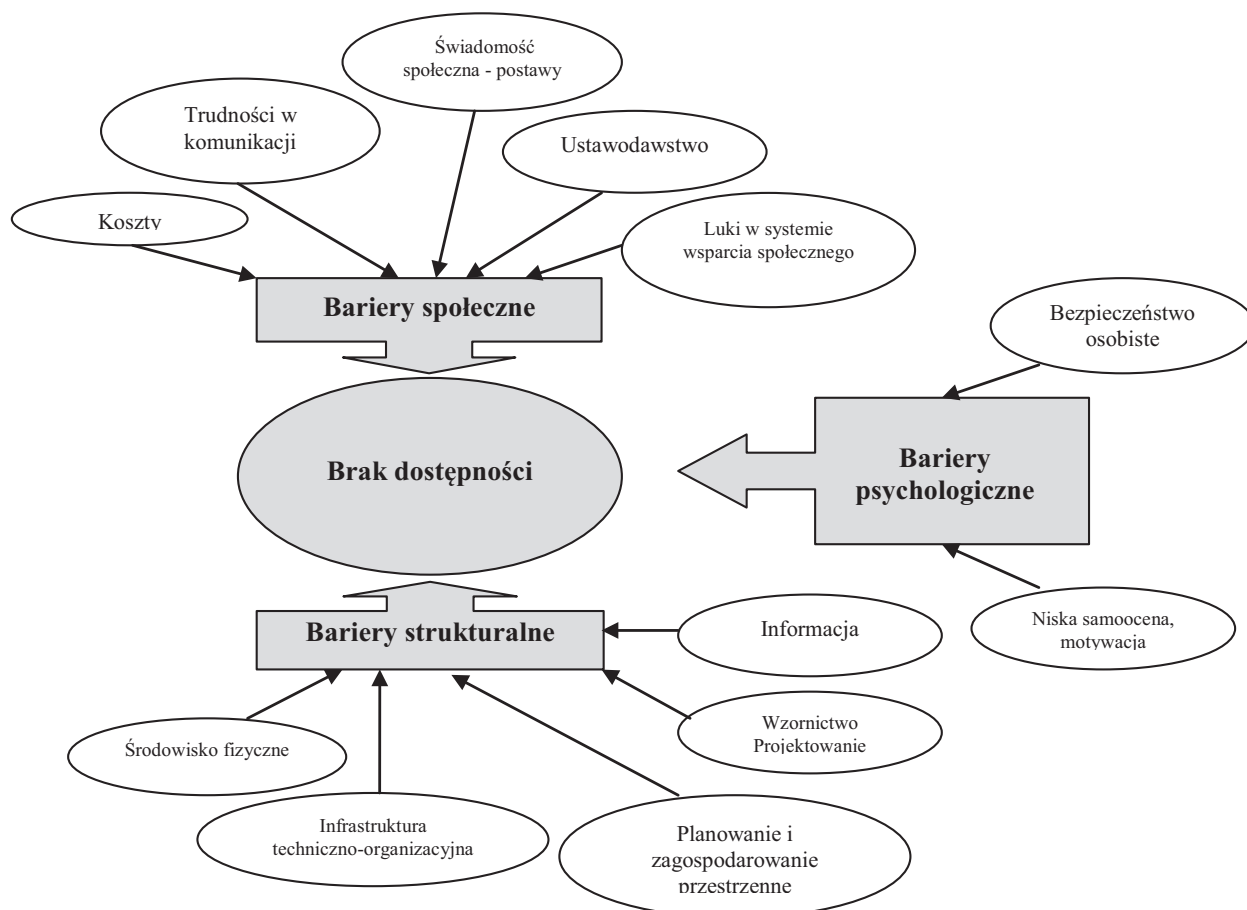 Świadomość
społeczna - postawy
Trudności w
komunikacji
Ustawodawstwo
Koszty
Luki w systemie
wsparcia społecznego
Bariery społeczne
Bezpieczeństwo
osobiste
Brak dostępności
Bariery
psychologiczne
Bariery strukturalne
Informacja
Niska samoocena,
motywacja
Środowisko fizyczne
Wzornictwo
Projektowanie
Infrastruktura
techniczno-organizacyjna
Planowanie i
zagospodarowanie
przestrzenne